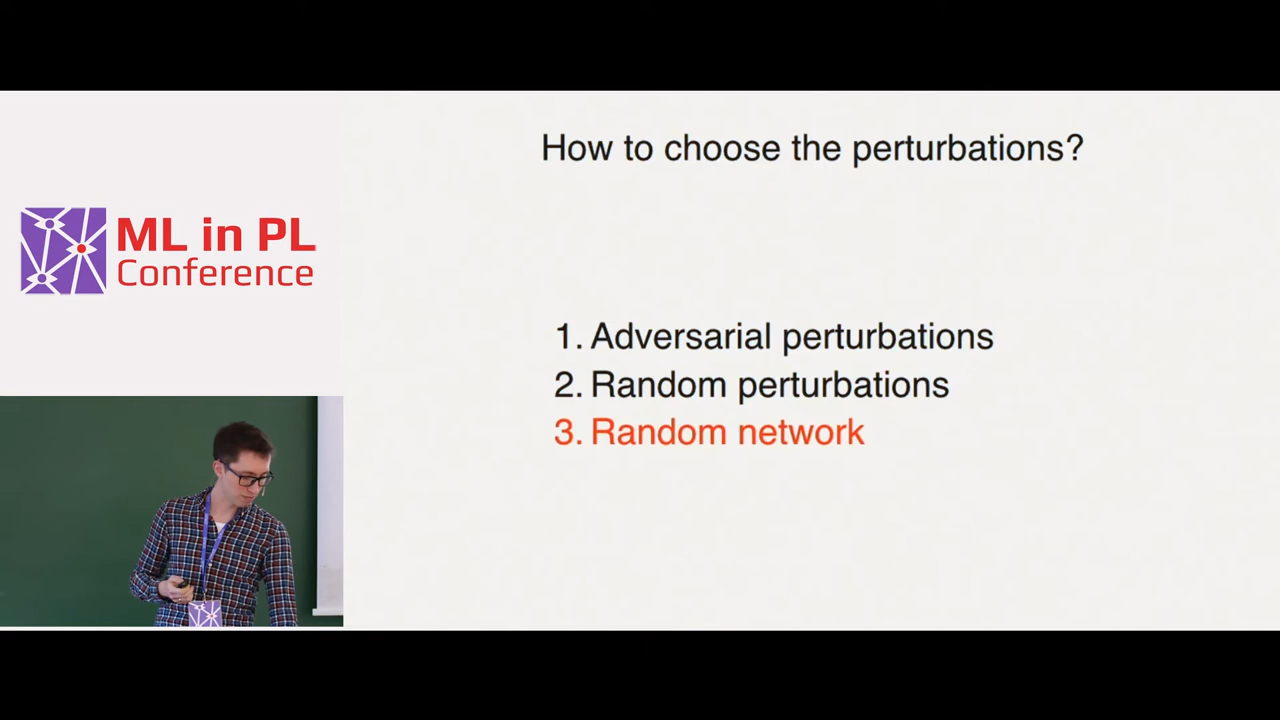 How to choose the perturbations?
ML in PL
Conference
1. Adversarial perturbations
2. Random perturbations
3. Random network